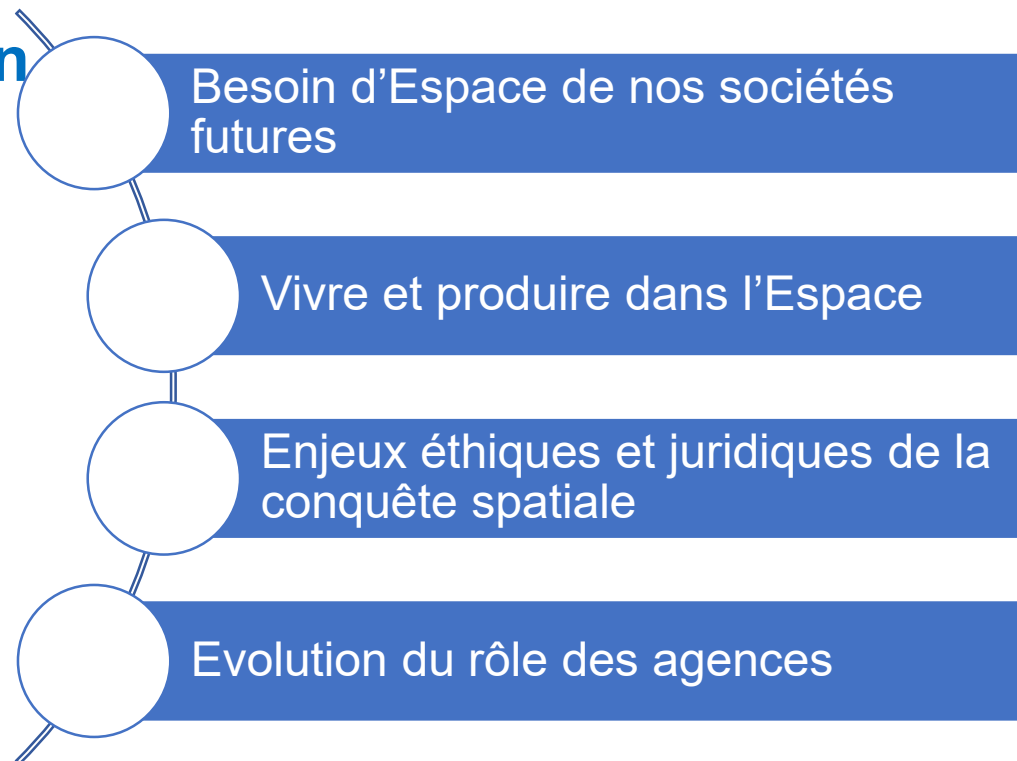 n
Besoin d’Espace de nos sociétés
futures
Vivre et produire dans l’Espace
Enjeux éthiques et juridiques de la
conquête spatiale
Evolution du rôle des agences